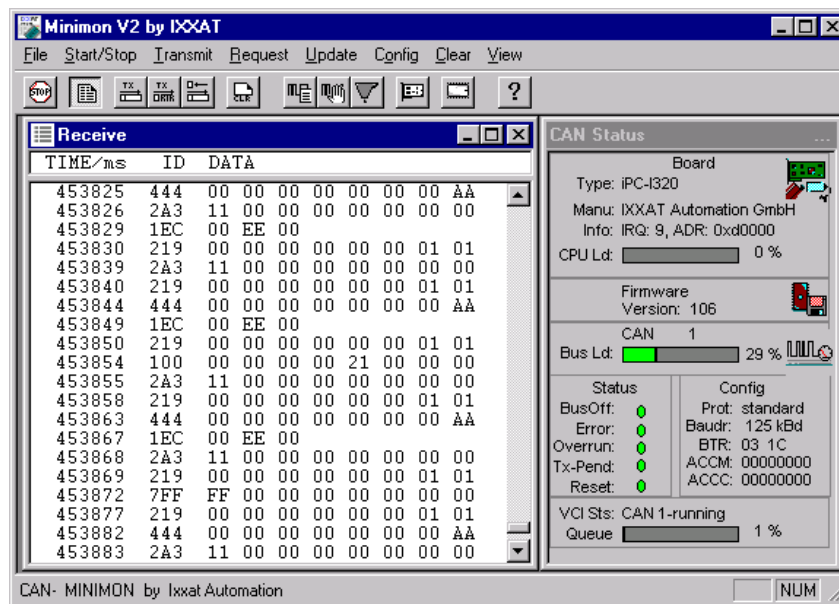 Minimon V2 by IXXAT
File Start/Stop Transmit Request Update Config Clear View
STOP TX TX DRTR CLR ?
Receive
TIME/ms ID DATA
453825 444 00 00 00 00 00 00 00 AA
453826 2A3 11 00 00 00 00 00 00 00
453829 1EC 00 EE 00
453830 219 00 00 00 00 00 00 01 01
453839 2A3 11 00 00 00 00 00 00 00
453840 219 00 00 00 00 00 00 01 01
453844 444 00 00 00 00 00 00 00 AA
453849 1EC 00 EE 00
453850 219 00 00 00 00 00 00 01 01
453854 100 00 00 00 00 21 00 00 00
453855 2A3 11 00 00 00 00 00 00 00
453858 219 00 00 00 00 00 00 01 01
453863 444 00 00 00 00 00 00 00 AA
453867 1EC 00 EE 00
453868 2A3 11 00 00 00 00 00 00 00
453869 219 00 00 00 00 00 00 01 01
453872 7FF FF 00 00 00 00 00 00 00
453877 219 00 00 00 00 00 00 01 01
453882 444 00 00 00 00 00 00 00 AA
453883 2A3 11 00 00 00 00 00 00 00
CAN Status ...
Board
Type: iPC-I320
Manu: IXXAT Automation GmbH
Info: IRQ: 9, ADR: 0xd0000
CPU Ld: 0 %
Firmware
Version: 106
CAN 1
Bus Ld: 29 %
Status
BusOff:
Error:
Overrun:
Tx-Pend:
Reset:
Config
Prot: standard
Baudr: 125 kBd
BTR: 03 1C
ACCM: 00000000
ACCC: 00000000
VCI Sts: CAN 1-running
Queue 1 %
CAN- MINIMON by Ixxat Automation
NUM